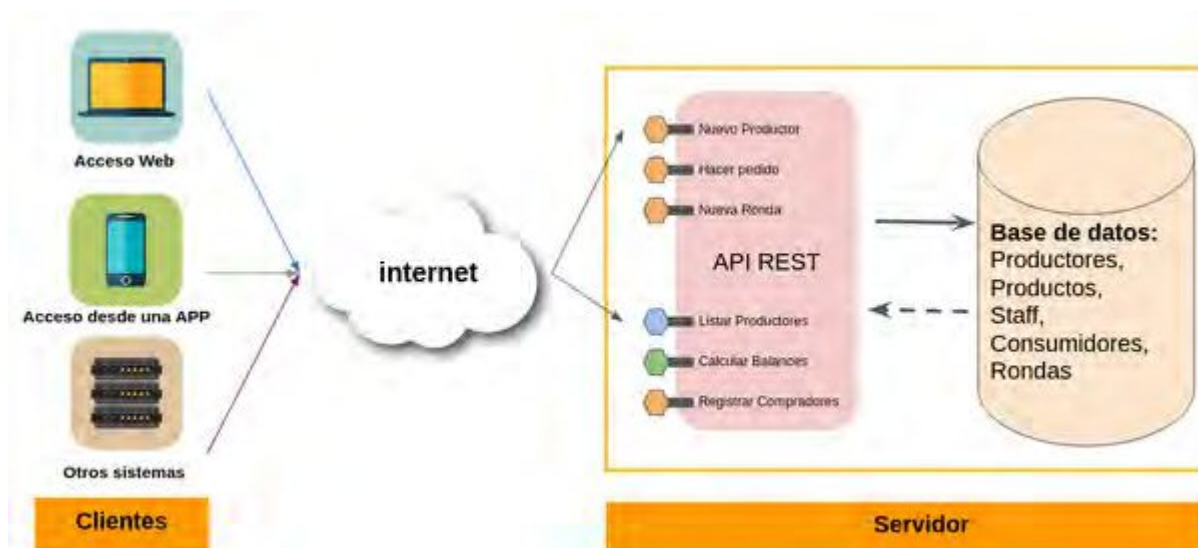 Acceso Web
Acceso desde una APP
Otros sistemas
Clientes
internet
Nuevo Productor
Hacer pedido
Nueva Ronda
API REST
Listar Productores
Calcular Balances
Registrar Compradores
Base de datos:
Productores,
Productos,
Staff,
Consumidores,
Rondas
Servidor